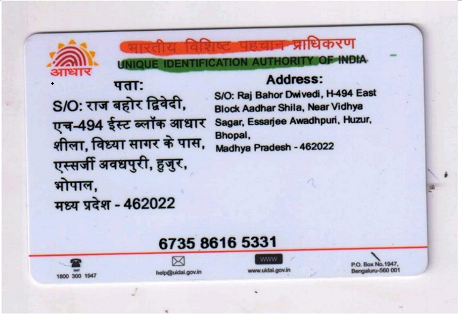 भारतीय विशिष्ट पहचान प्राधिकरण
UNIQUE IDENTIFICATION AUTHORITY OF INDIA
आधार
पता:
S/O: राज बहोर द्विवेदी,
एच-494 ईस्ट ब्लॉक आधार
शीला, विध्या सागर के पास,
एस्सर्जी अवधपुरी, हुजुर,
भोपाल,
मध्य प्रदेश - 462022
Address:
S/O: Raj Bahor Dwivedi, H-494 East
Block Aadhar Shila, Near Vidhya
Sagar, Essarjee Awadhpuri, Huzur,
Bhopal,
Madhya Pradesh - 462022
6735 8616 5331
1800 300 1947
help@uidai.gov.in
WWW
www.uidai.gov.in
P.O. Box No.1947,
Bengaluru-560 001